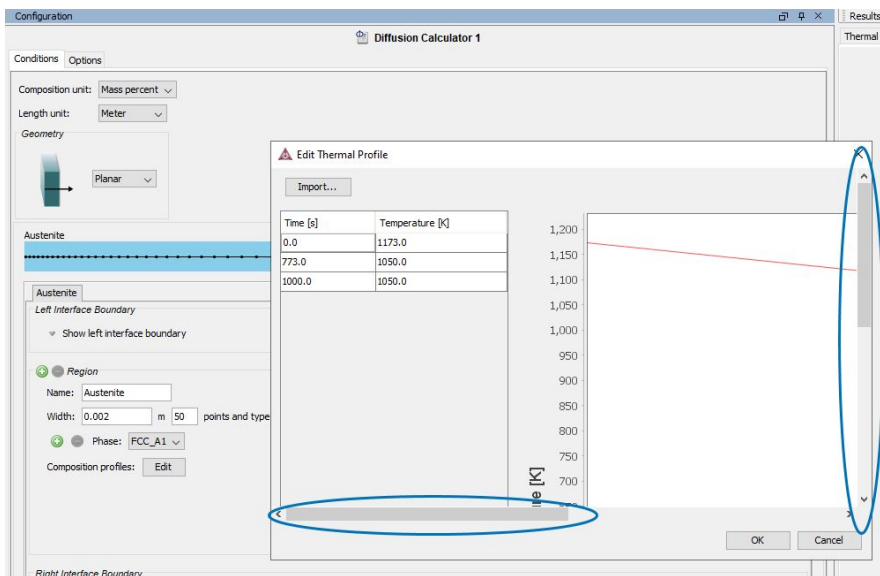 Configuration
Results
Diffusion Calculator 1
Thermal
Conditions
Options
Composition unit: Mass percent
Length unit: Meter
Geometry
Planar
Austenite
Austenite
Left Interface Boundary
Show left interface boundary
Region
Name: Austenite
Width: 0.002 m 50 points and type
Phase: FCC_A1
Composition profiles: Edit
Right Interface Boundary
Edit Thermal Profile
Import...
Time [s] Temperature [K]
0.0 1173.0
773.0 1050.0
1000.0 1050.0
1,200
1,150
1,100
1,050
1,000
950
900
850
800
750
700
[K]
OK Cancel